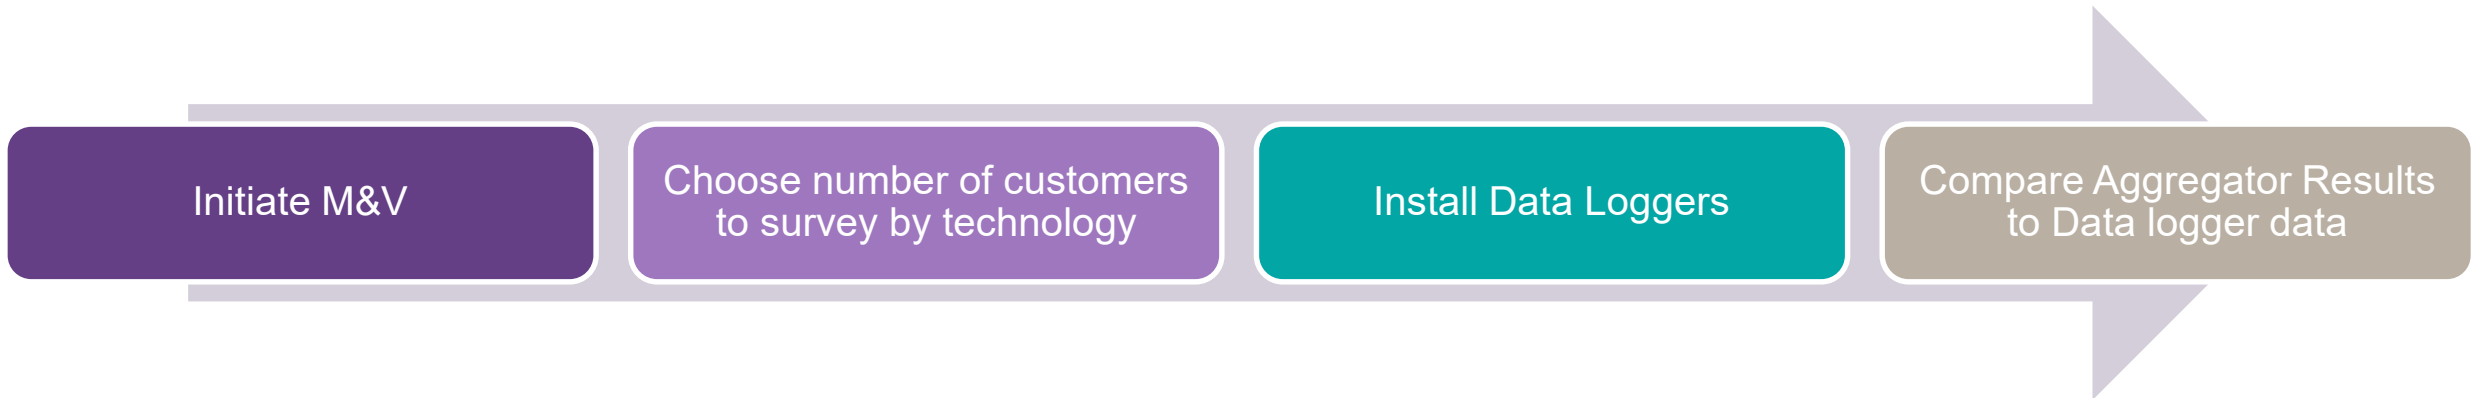 Initiate M&V
Choose number of customers
to survey by technology
Install Data Loggers
Compare Aggregator Results
to Data logger data